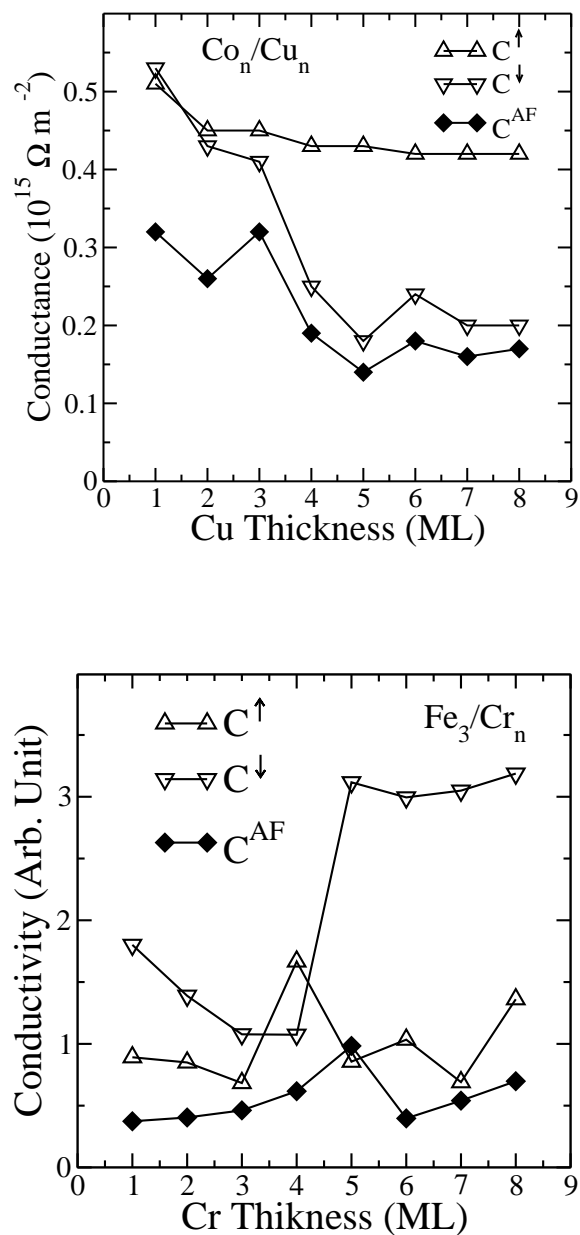 Co_n/Cu_n
C↑
C↓
C^AF
Conductance (10^15 Ω m^-2)
0.5
0.4
0.3
0.2
0.1
0
0 1 2 3 4 5 6 7 8 9
Cu Thickness (ML)
C↑
Fe_3/Cr_n
C↓
C^AF
Conductivity (Arb. Unit)
3
2
1
0
0 1 2 3 4 5 6 7 8 9
Cr Thikness (ML)